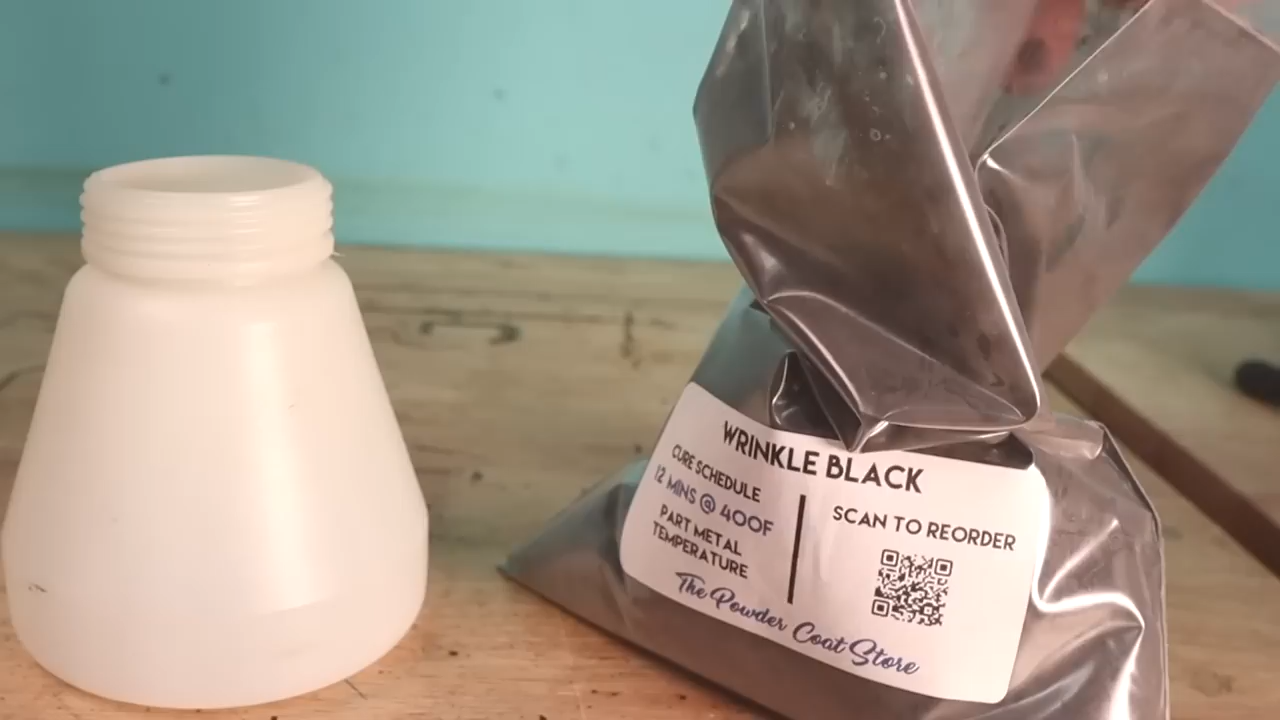 WRINKLE BLACK
CURE SCHEDULE
12 MINS @ 400F
PART METAL
TEMPERATURE
SCAN TO REORDER
The Powder Coat Store